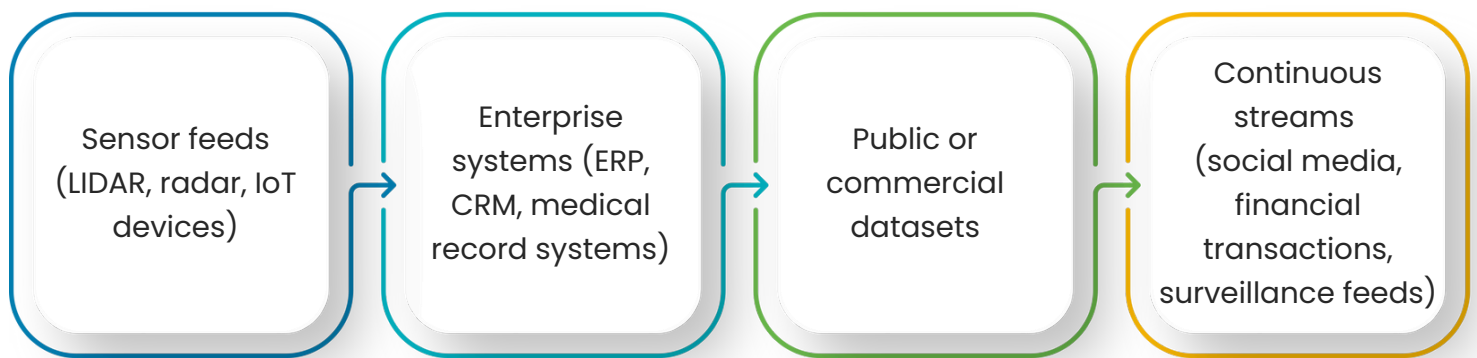 Sensor feeds
(LIDAR, radar, IoT
devices)
Enterprise
systems (ERP,
CRM, medical
record systems)
Public or
commercial
datasets
Continuous
streams
(social media,
financial
transactions,
surveillance feeds)